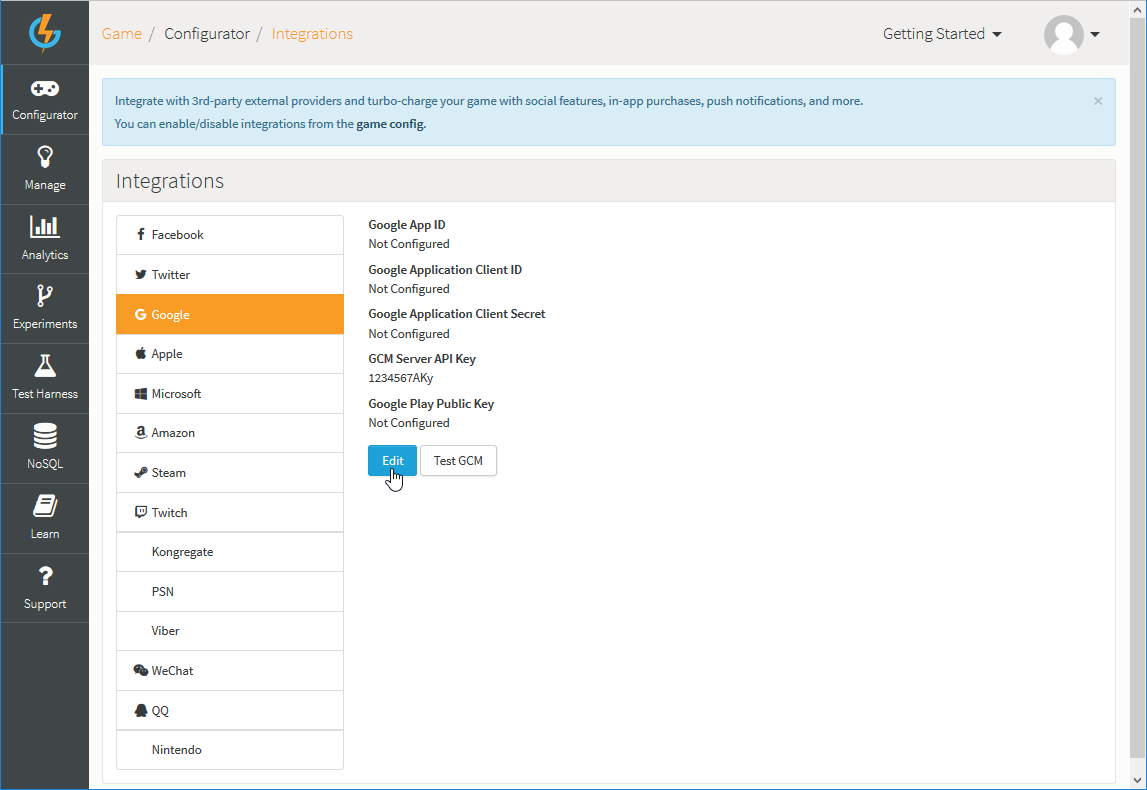 Game / Configurator / Integrations
Getting Started
Configurator
Manage
Analytics
Experiments
Test Harness
NoSQL
Learn
? Support
Integrate with 3rd-party external providers and turbo-charge your game with social features, in-app purchases, push notifications, and more.
×
You can enable/disable integrations from the game config.
Integrations
Facebook
Twitter
Google
Apple
Microsoft
Amazon
Steam
Twitch
Kongregate
PSN
Viber
WeChat
QQ
Nintendo
Google App ID
Not Configured
Google Application Client ID
Not Configured
Google Application Client Secret
Not Configured
GCM Server API Key
1234567AKy
Google Play Public Key
Not Configured
Edit Test GCM